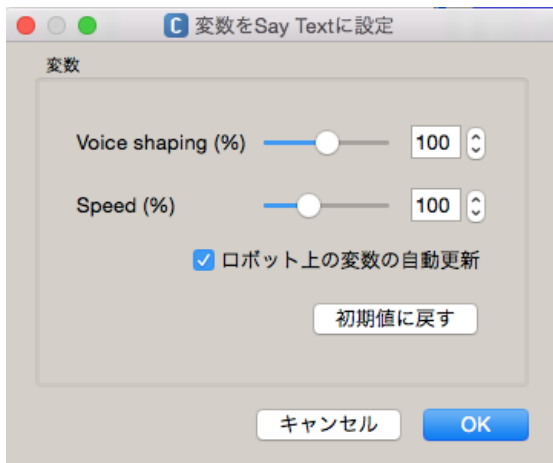 C 変数をSay Textに設定
変数
Voice shaping (%) 100
Speed (%) 100
ロボット上の変数の自動更新
初期値に戻す
キャンセル OK